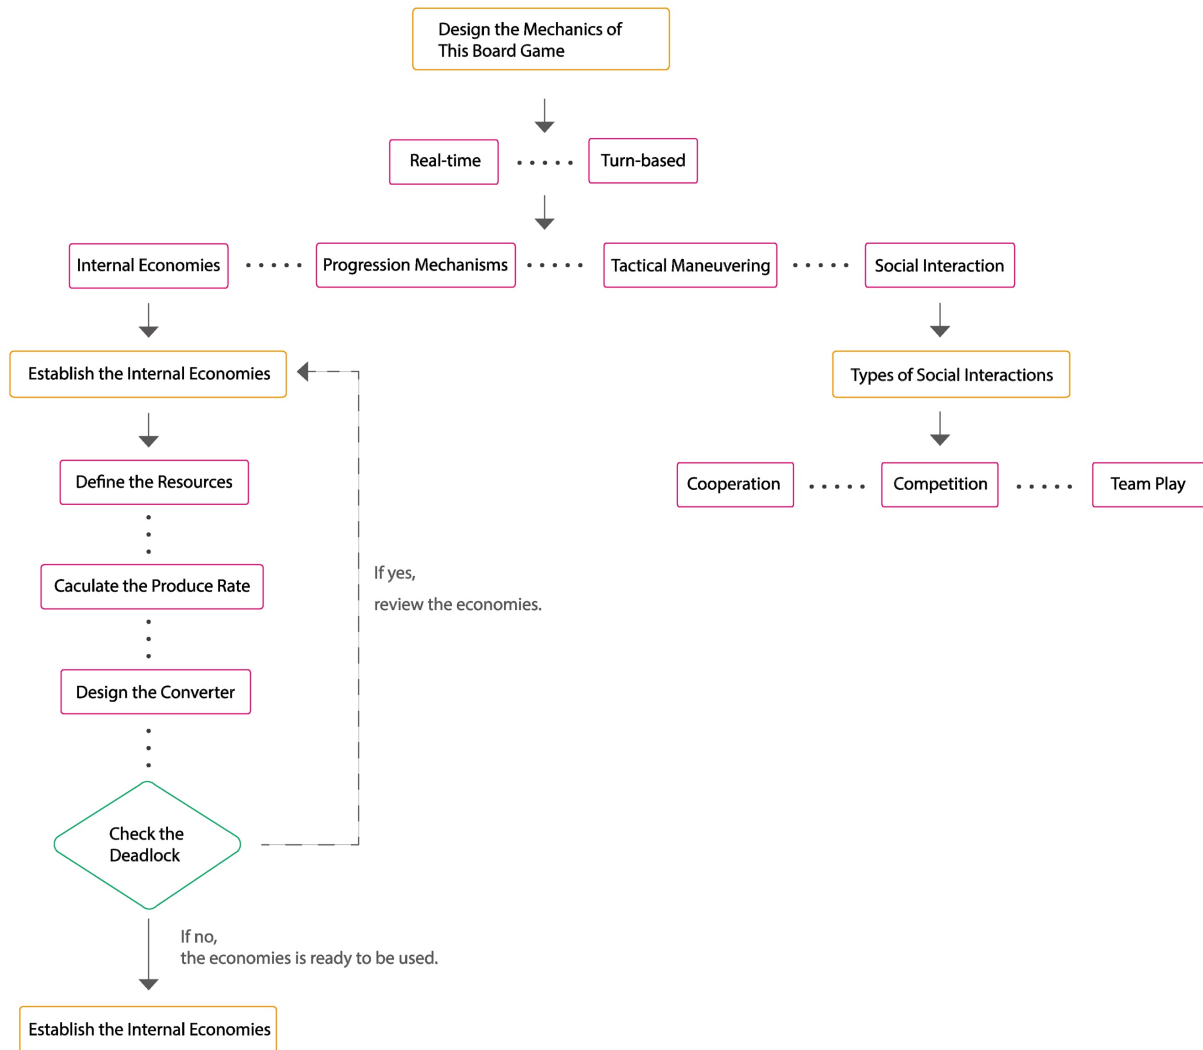 Design the Mechanics of
This Board Game
Real-time
Turn-based
Internal Economies
Progression Mechanisms
Tactical Maneuvering
Social Interaction
Establish the Internal Economies
Types of Social Interactions
Define the Resources
Cooperation
Competition
Team Play
Caculate the Produce Rate
If yes,
review the economies.
Design the Converter
Check the
Deadlock
If no,
the economies is ready to be used.
Establish the Internal Economies